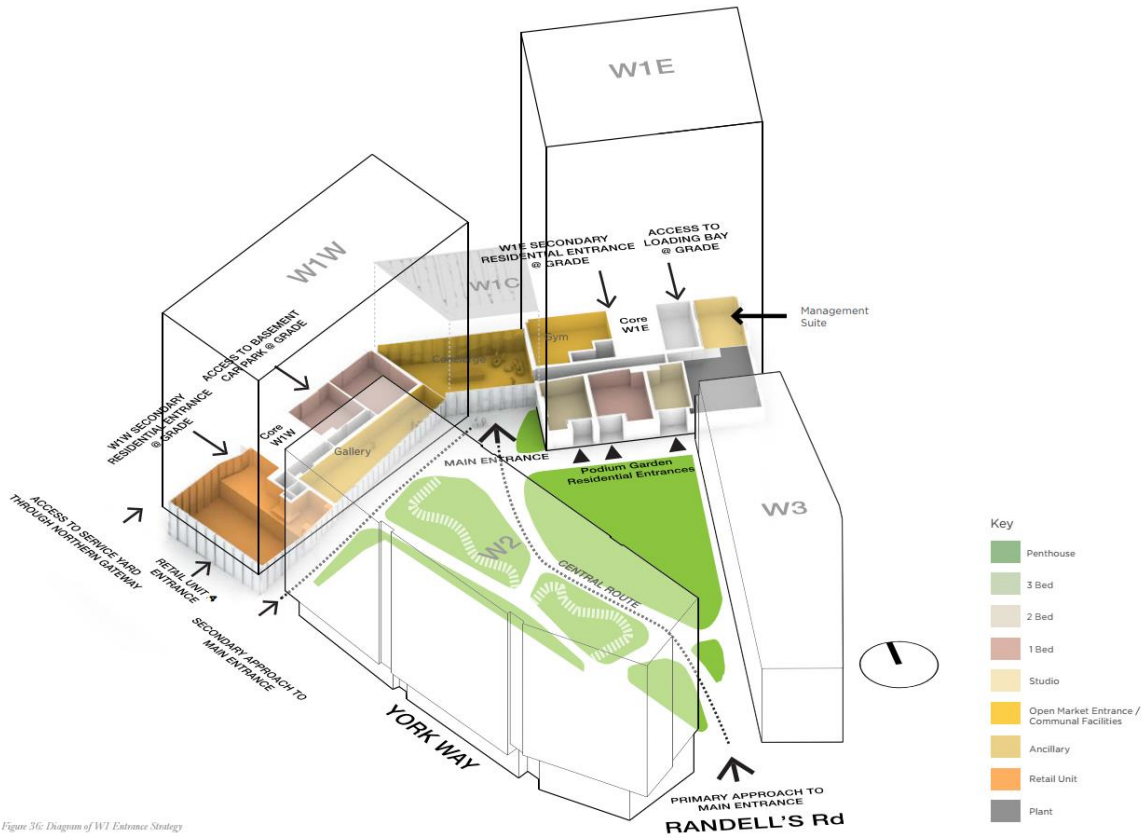 W1E
W1W
W1C
W1E SECONDARY
RESIDENTIAL ENTRANCE
@ GRADE
ACCESS TO
LOADING BAY
@ GRADE
Core
W1E
Management
Suite
Gym
Concierge
ACCESS TO BASEMENT
CAR PARK @ GRADE
W1W SECONDARY
RESIDENTIAL ENTRANCE
@ GRADE
Core
W1W
Gallery
MAIN ENTRANCE
Podium Garden
Residential Entrances
ACCESS TO SERVICE YARD
THROUGH NORTHERN GATEWAY
RETAIL UNIT 4
ENTRANCE
SECONDARY APPROACH TO
MAIN ENTRANCE
W2
CENTRAL ROUTE
W3
YORK WAY
PRIMARY APPROACH TO
MAIN ENTRANCE
RANDELL'S Rd
Key
Penthouse
3 Bed
2 Bed
1 Bed
Studio
Open Market Entrance /
Communal Facilities
Ancillary
Retail Unit
Plant
Figure 36: Diagram of W1 Entrance Strategy